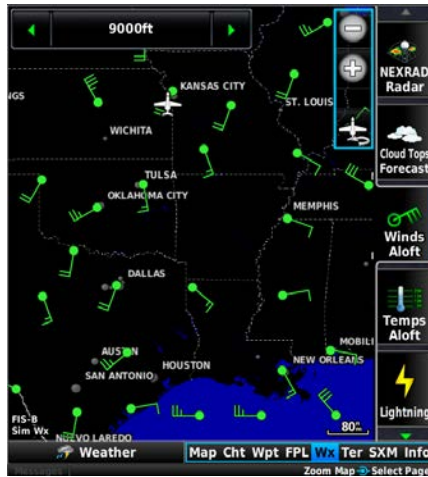 9000ft
NEXRAD
Radar
KANSAS CITY
ST. LOUIS
NGS
WICHITA
Cloud Tops
Forecast
TULSA
OKLAHOMA CITY
MEMPHIS
Winds
Aloft
DALLAS
Temps
Aloft
MOBILI
AUSTIN
HOUSTON
NEW ORLEANS
SAN ANTONIO
Lightning
FIS-B
Sim Wx
80
NUEVO LAREDO
Weather
Map Cht Wpt FPL Wx Ter SXM Info
Messages
Zoom Map Select Page